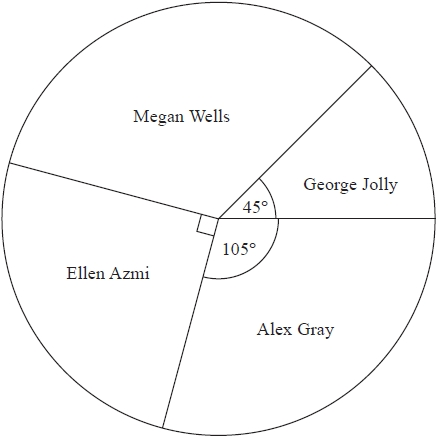 Megan Wells
George Jolly
45°
105°
Ellen Azmi
Alex Gray